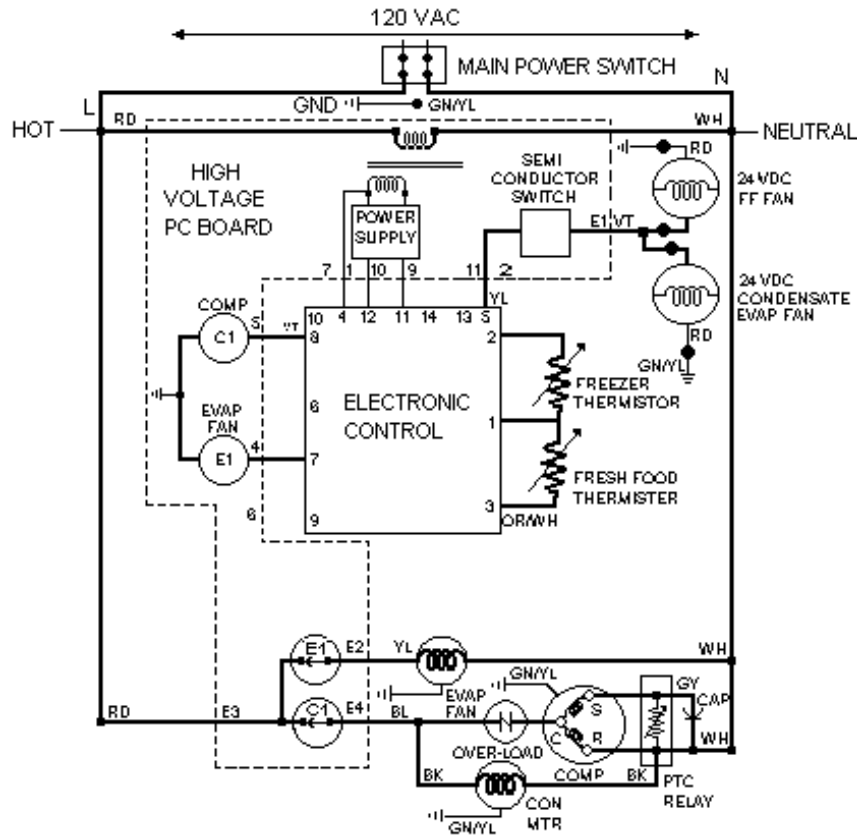 120 VAC
MAIN POWER SWITCH
N
L
GND
GN/YL
HOT
RD
WH
NEUTRAL
RD
HIGH
VOLTAGE
PC BOARD
SEMI
CONDUCTOR
SWITCH
24 VDC
FF FAN
POWER
SUPPLY
E1 VT
7 1 10 9 11 2
24 VDC
CONDENSATE
EVAP FAN
YL
RD
GN/YL
COMP
C1
S
VT
10 4 12 11 14 13 S
8
2
FREEZER
THERMISTOR
6
ELECTRONIC
CONTROL
1
EVAP
FAN
E1
4
7
FRESH FOOD
THERMISTER
3
6
9
OR/WH
E1
E2
YL
WH
EVAP
FAN
GN/YL
GY
CAP
S
RD
E3
C1
E4
BL
N
C
R
WH
OVER-LOAD
COMP
BK
BK
PTC
RELAY
CON
MTR
GN/YL